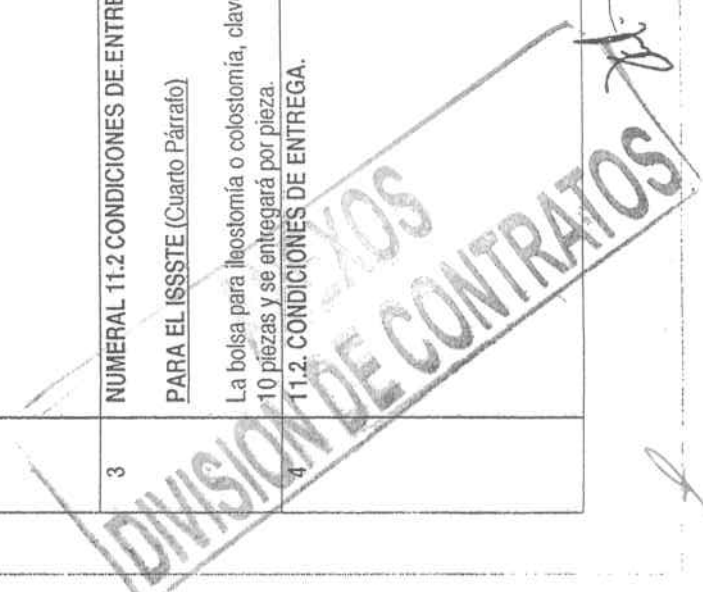 3
NUMERAL 11.2 CONDICIONES DE ENTRE
PARA EL ISSSTE (Cuarto Párrafo)
La bolsa para ileostomía o colostomía, clav
10 piezas y se entregará por pieza.
4
11.2. CONDICIONES DE ENTREGA.
DIVISION DE CONTRATOS